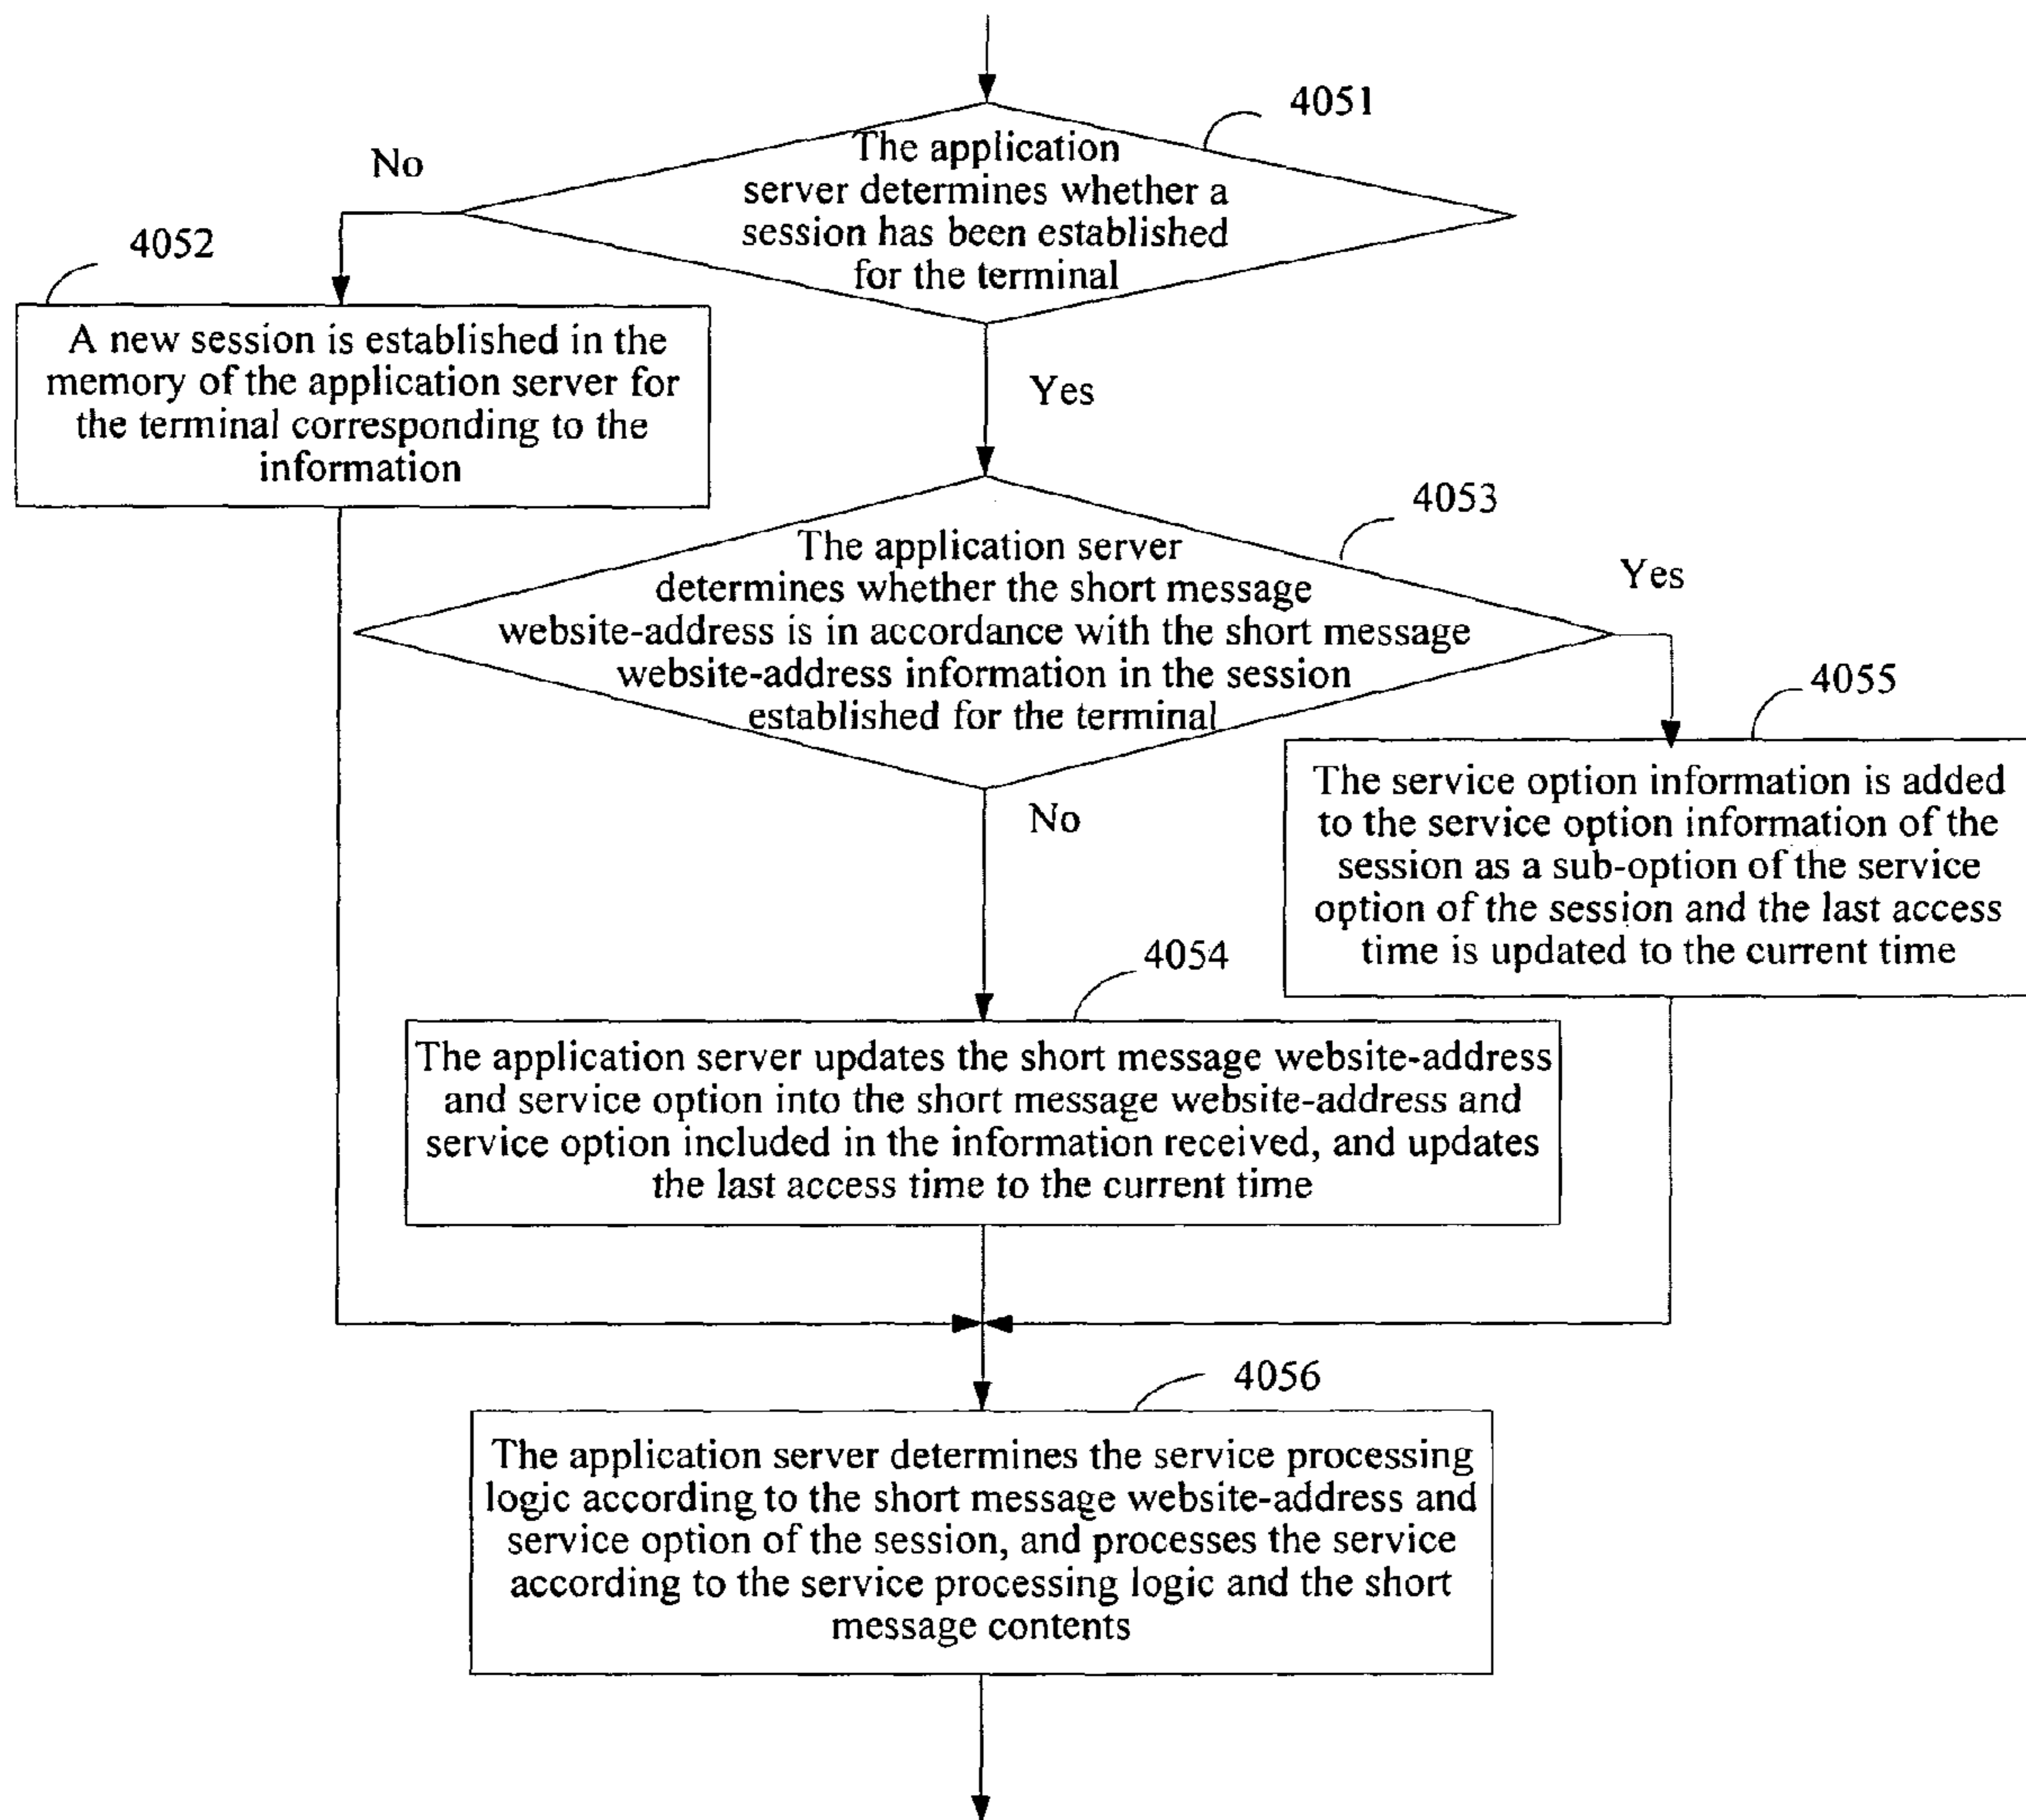 4051
The application
server determines whether a
session has been established
for the terminal
No
4052
A new session is established in the
memory of the application server for
the terminal corresponding to the
information
Yes
4053
The application server
determines whether the short message
website-address is in accordance with the short message
website-address information in the session
established for the terminal
Yes
4055
The service option information is added
to the service option information of the
session as a sub-option of the service
option of the session and the last access
time is updated to the current time
No
4054
The application server updates the short message website-address
and service option into the short message website-address and
service option included in the information received, and updates
the last access time to the current time
4056
The application server determines the service processing
logic according to the short message website-address and
service option of the session, and processes the service
according to the service processing logic and the short
message contents